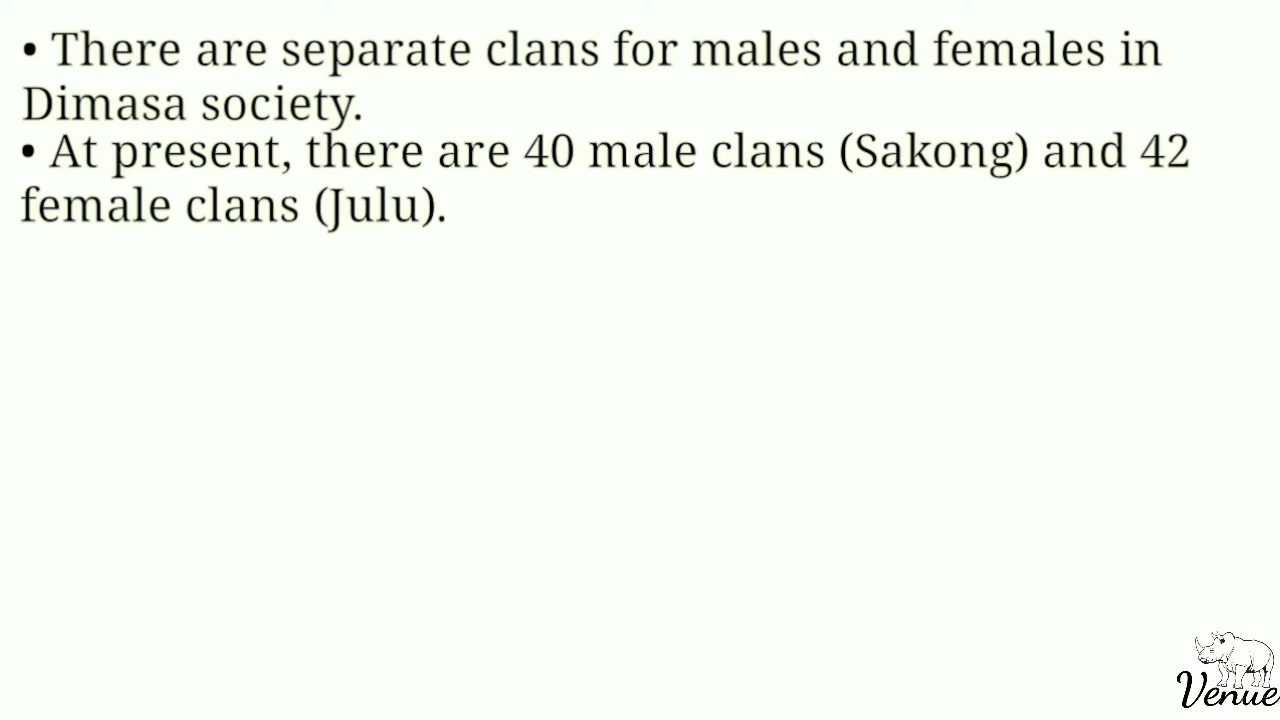 • There are separate clans for males and females in
Dimasa society.
• At present, there are 40 male clans (Sakong) and 42
female clans (Julu).
Venue